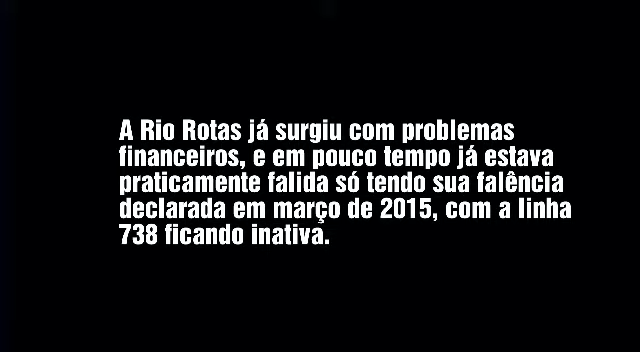 A Rio Rotas já surgiu com problemas
financeiros, e em pouco tempo já estava
praticamente falida só tendo sua falência
declarada em março de 2015, com a linha
738 ficando inativa.